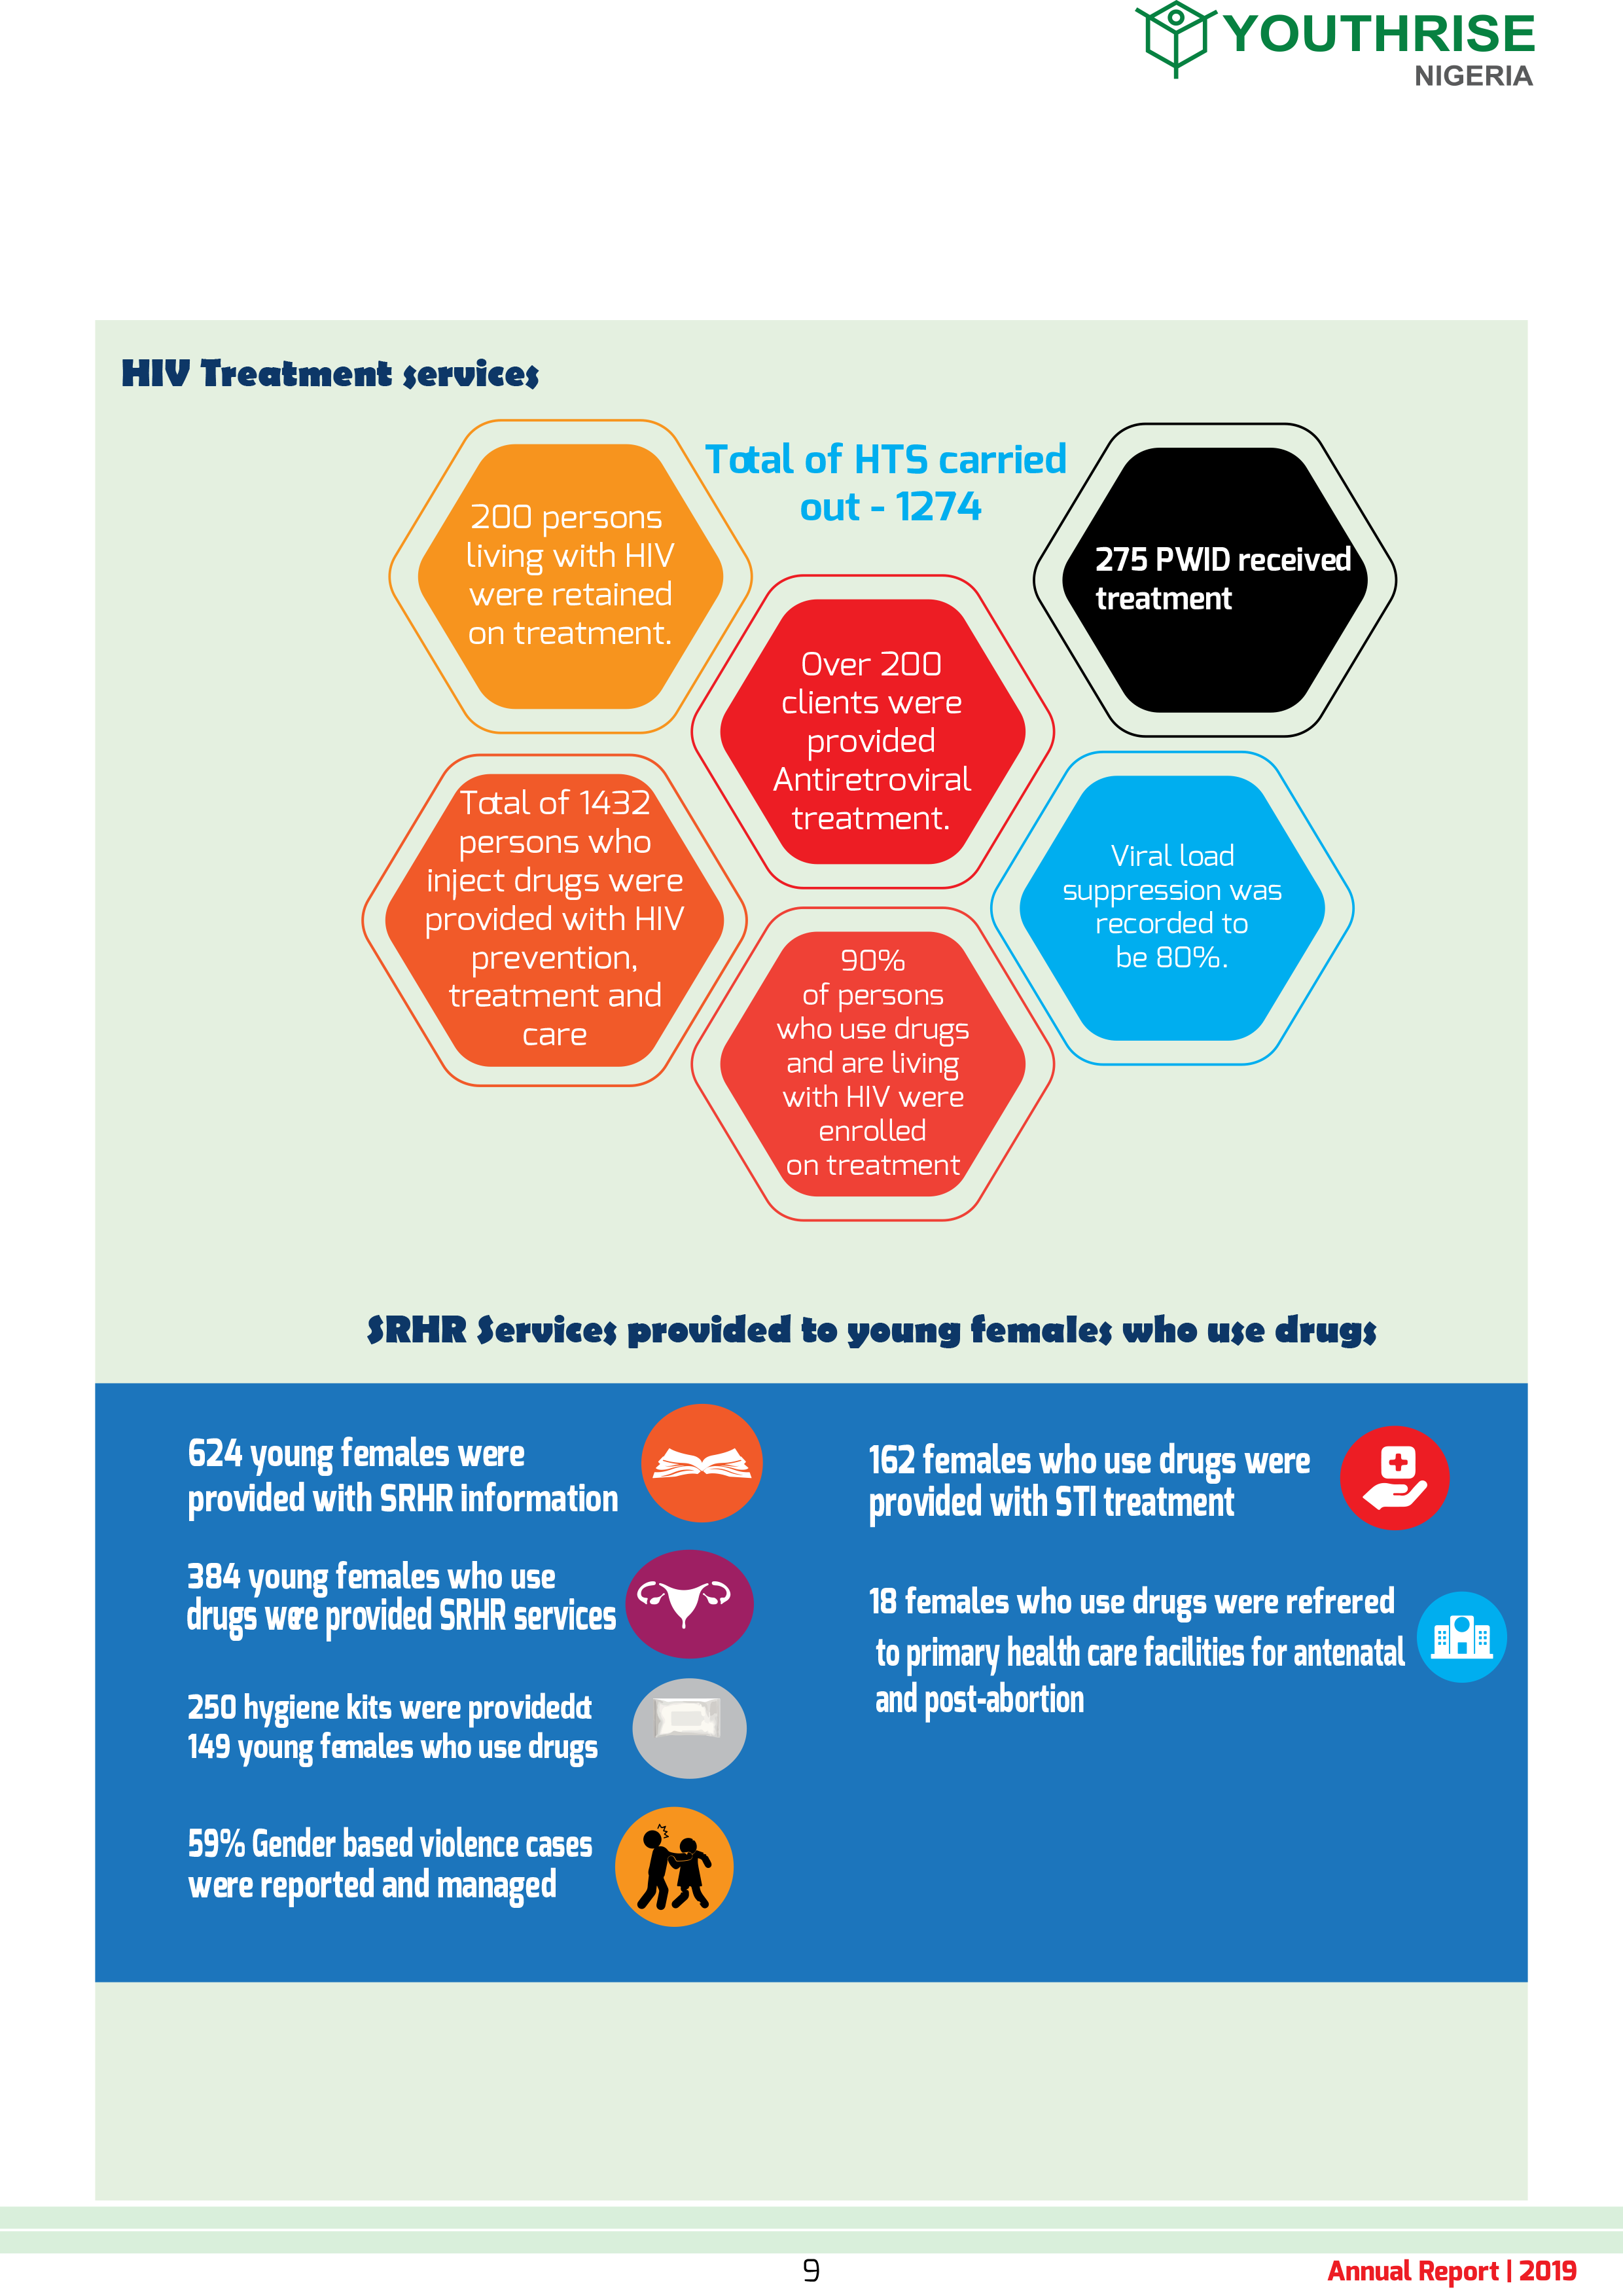 YOUTHRISE
NIGERIA
HIV Treatment services
200 persons
living with HIV
were retained
on treatment.
Total of HTS carried
out - 1274
275 PWID received
treatment
Over 200
clients were
provided
Antiretroviral
treatment.
Total of 1432
persons who
inject drugs were
provided with HIV
prevention,
treatment and
care
Viral load
suppression was
recorded to
be 80%.
90%
of persons
who use drugs
and are living
with HIV were
enrolled
on treatment
SRHR Services provided to young females who use drugs
624 young females were
provided with SRHR information
384 young females who use
drugs were provided SRHR services
250 hygiene kits were providedt
149 young females who use drugs
59% Gender based violence cases
were reported and managed
162 females who use drugs were
provided with STI treatment
18 females who use drugs were refrered
to primary health care facilities for antenatal
and post-abortion
9
Annual Report | 2019